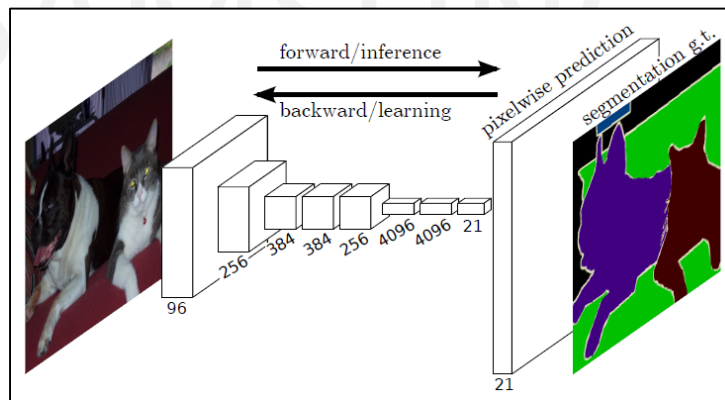 forward/inference
backward/learning
pixelwise prediction
segmentation g.t.
96
256
384
384
256
4096
4096
21
21